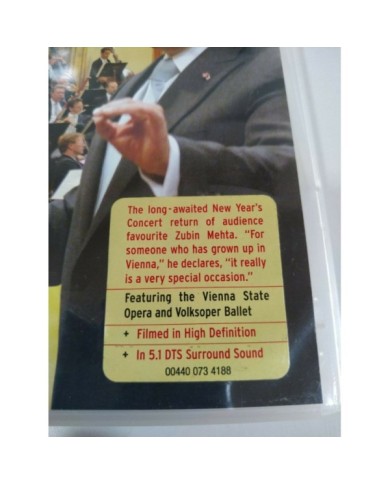 The long-awaited New Year's
Concert return of audience
favourite Zubin Mehta. "For
someone who has grown up in
Vienna," he declares, "it really
is a very special occasion."
Featuring the Vienna State
Opera and Volksoper Ballet
+ Filmed in High Definition
+ In 5.1 DTS Surround Sound
00440 073 4188